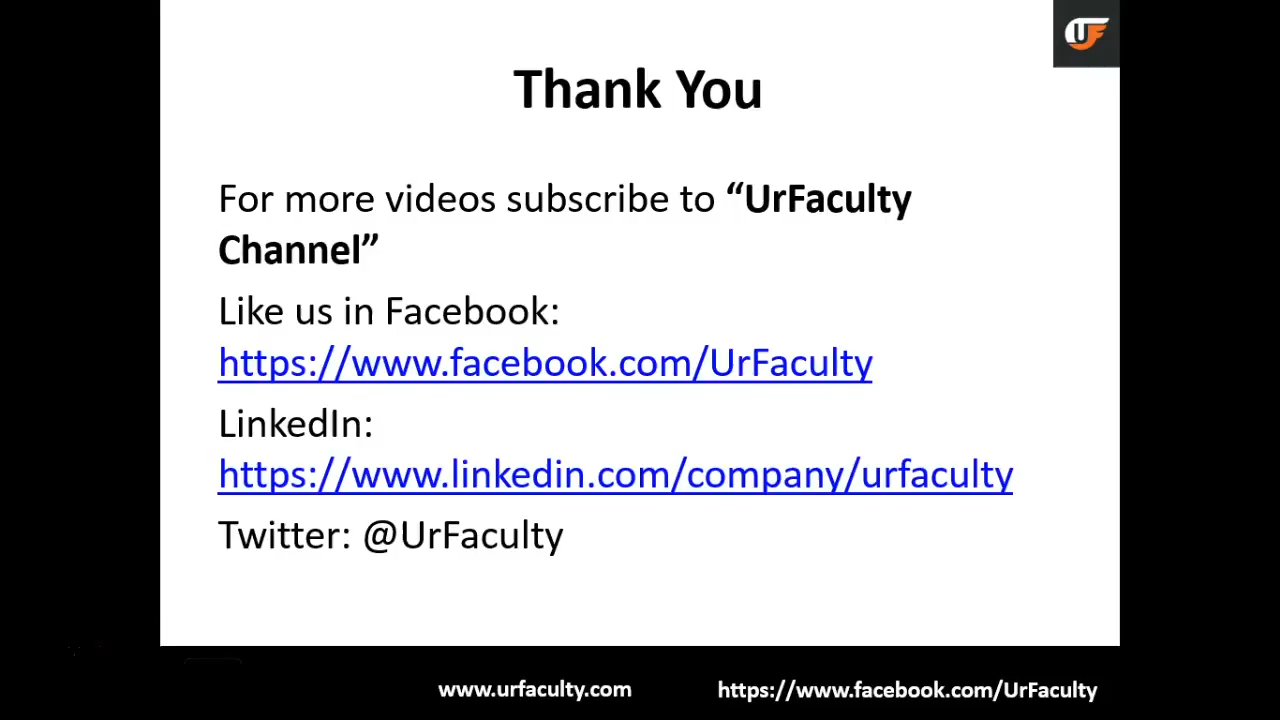 UF
Thank You
For more videos subscribe to “UrFaculty
Channel”
Like us in Facebook:
https://www.facebook.com/UrFaculty
LinkedIn:
https://www.linkedin.com/company/urfaculty
Twitter: @UrFaculty
www.urfaculty.com
https://www.facebook.com/UrFaculty